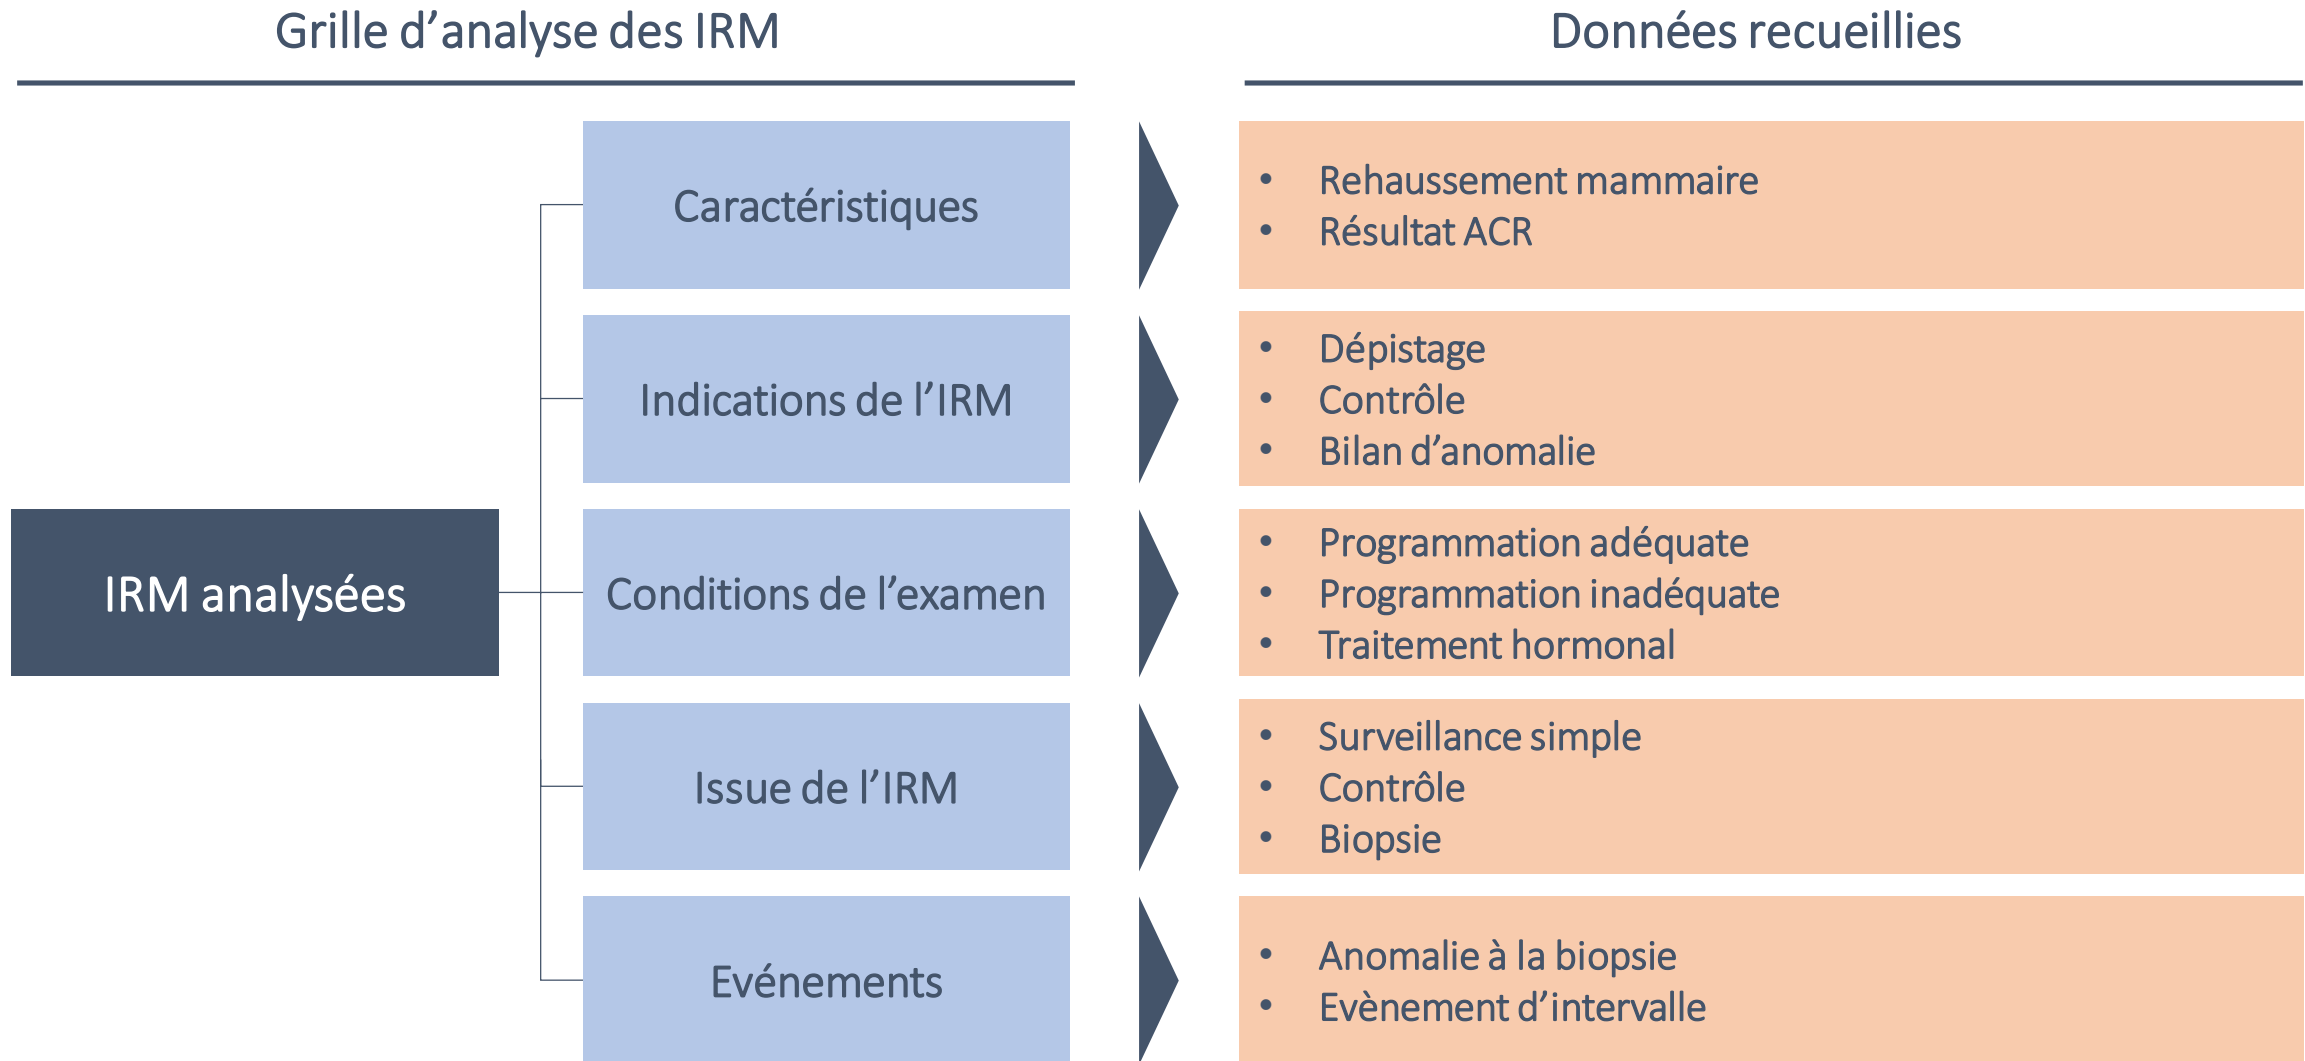 Grille d’analyse des IRM
Données recueillies
IRM analysées
Caractéristiques
• Rehaussement mammaire
• Résultat ACR
Indications de l’IRM
• Dépistage
• Contrôle
• Bilan d’anomalie
Conditions de l’examen
• Programmation adéquate
• Programmation inadéquate
• Traitement hormonal
Issue de l’IRM
• Surveillance simple
• Contrôle
• Biopsie
Evénements
• Anomalie à la biopsie
• Evènement d’intervalle